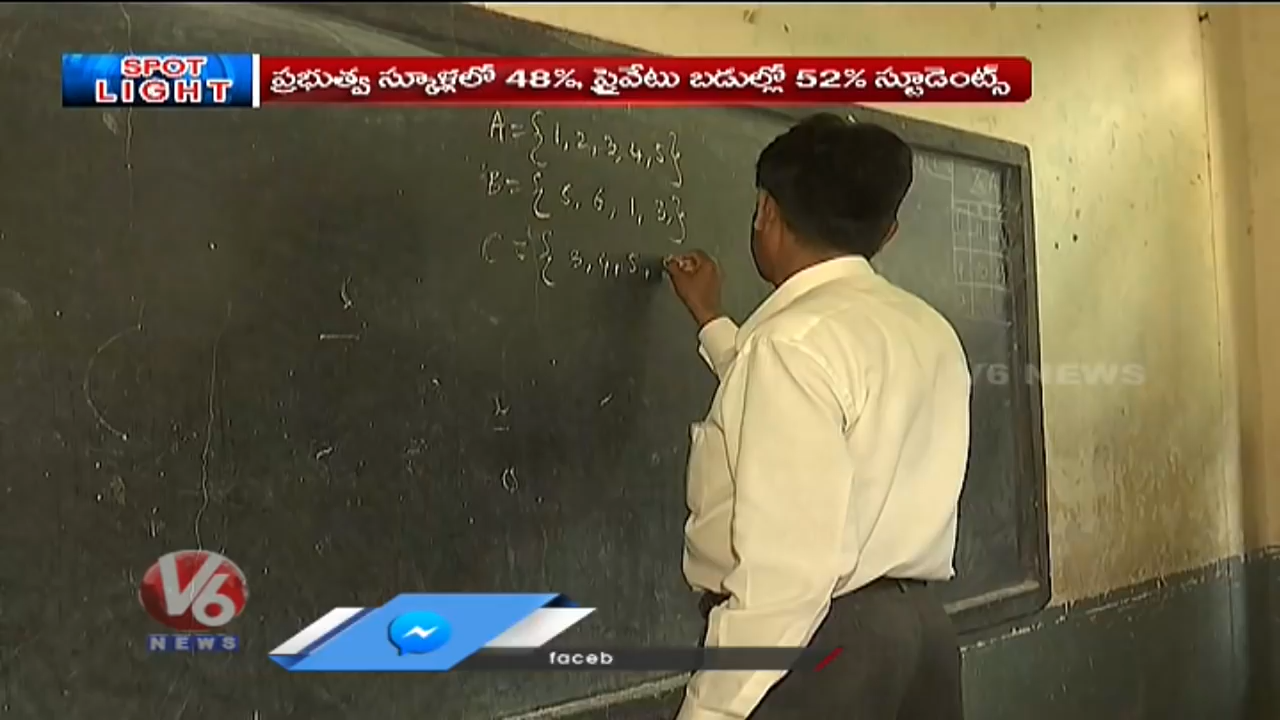 SPOT
LIGHT
ప్రభుత్వ స్కూళ్లలో 48%, ప్రైవేటు బడుల్లో 52% స్టూడెంట్స్
A = {1, 2, 3, 4, 5}
B = {5, 6, 1, 3,}
C = { 3, 4, 5,
V6 NEWS
V6
NEWS
faceb